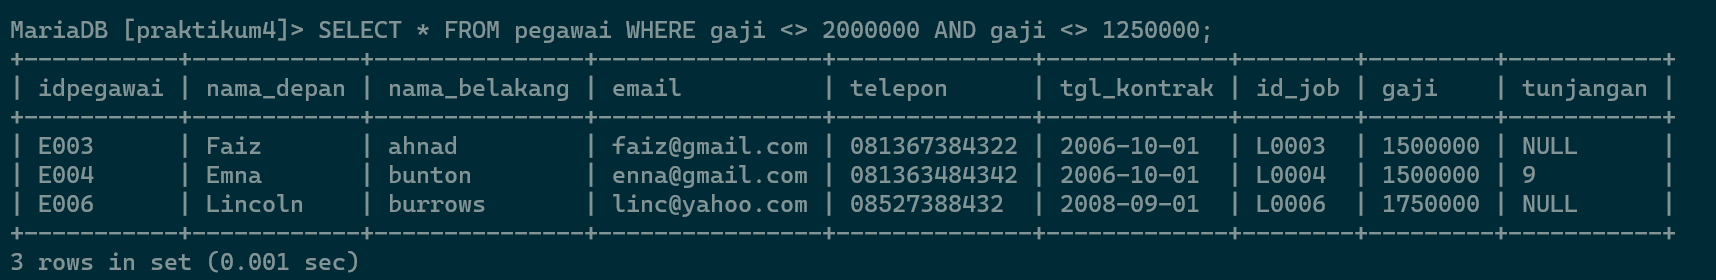 MariaDB [praktikum4]> SELECT * FROM pegawai WHERE gaji <> 2000000 AND gaji <> 1250000;
+-----------+------------+---------------+----------------+-------------+-------------+--------+---------+-----------+
| idpegawai | nama_depan | nama_belakang | email          | telepon      | tgl_kontrak | id_job | gaji    | tunjangan |
+-----------+------------+---------------+----------------+-------------+-------------+--------+---------+-----------+
| E003      | Faiz       | ahnad         | faiz@gmail.com | 081367384322 | 2006-10-01  | L0003  | 1500000 | NULL      |
| E004      | Emna       | bunton        | enna@gmail.com | 081363484342 | 2006-10-01  | L0004  | 1500000 | 9         |
| E006      | Lincoln    | burrows       | linc@yahoo.com | 08527388432  | 2008-09-01  | L0006  | 1750000 | NULL      |
+-----------+------------+---------------+----------------+-------------+-------------+--------+---------+-----------+
3 rows in set (0.001 sec)